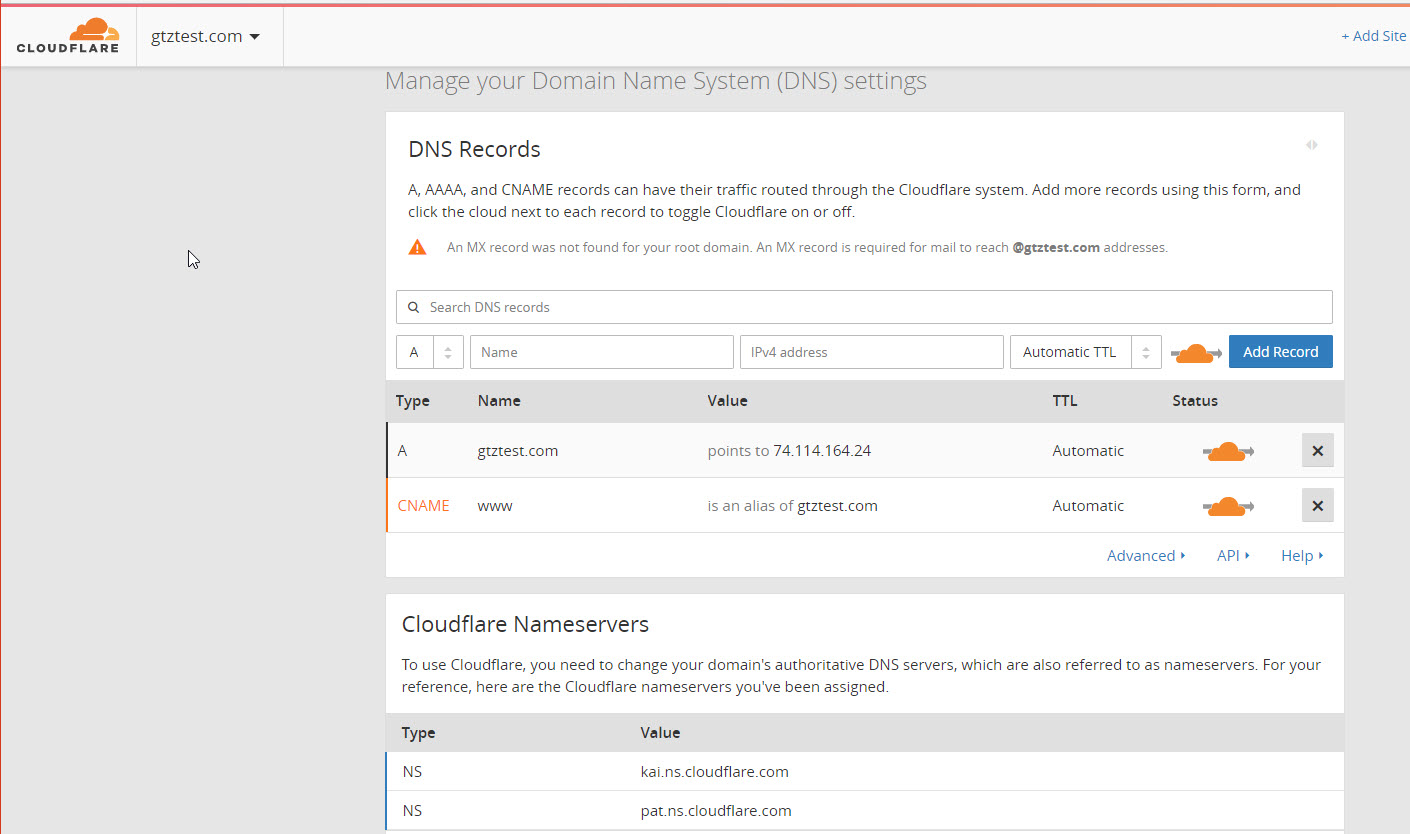 CLOUDFLARE
gtztest.com
+ Add Site
Manage your Domain Name System (DNS) settings
DNS Records
A, AAAA, and CNAME records can have their traffic routed through the Cloudflare system. Add more records using this form, and
click the cloud next to each record to toggle Cloudflare on or off.
An MX record was not found for your root domain. An MX record is required for mail to reach @gtztest.com addresses.
Search DNS records
A Name IPv4 address Automatic TTL Add Record
Type Name Value TTL Status
A gtztest.com points to 74.114.164.24 Automatic
CNAME www is an alias of gtztest.com Automatic
Advanced API Help
Cloudflare Nameservers
To use Cloudflare, you need to change your domain's authoritative DNS servers, which are also referred to as nameservers. For your
reference, here are the Cloudflare nameservers you've been assigned.
Type Value
NS kai.ns.cloudflare.com
NS pat.ns.cloudflare.com